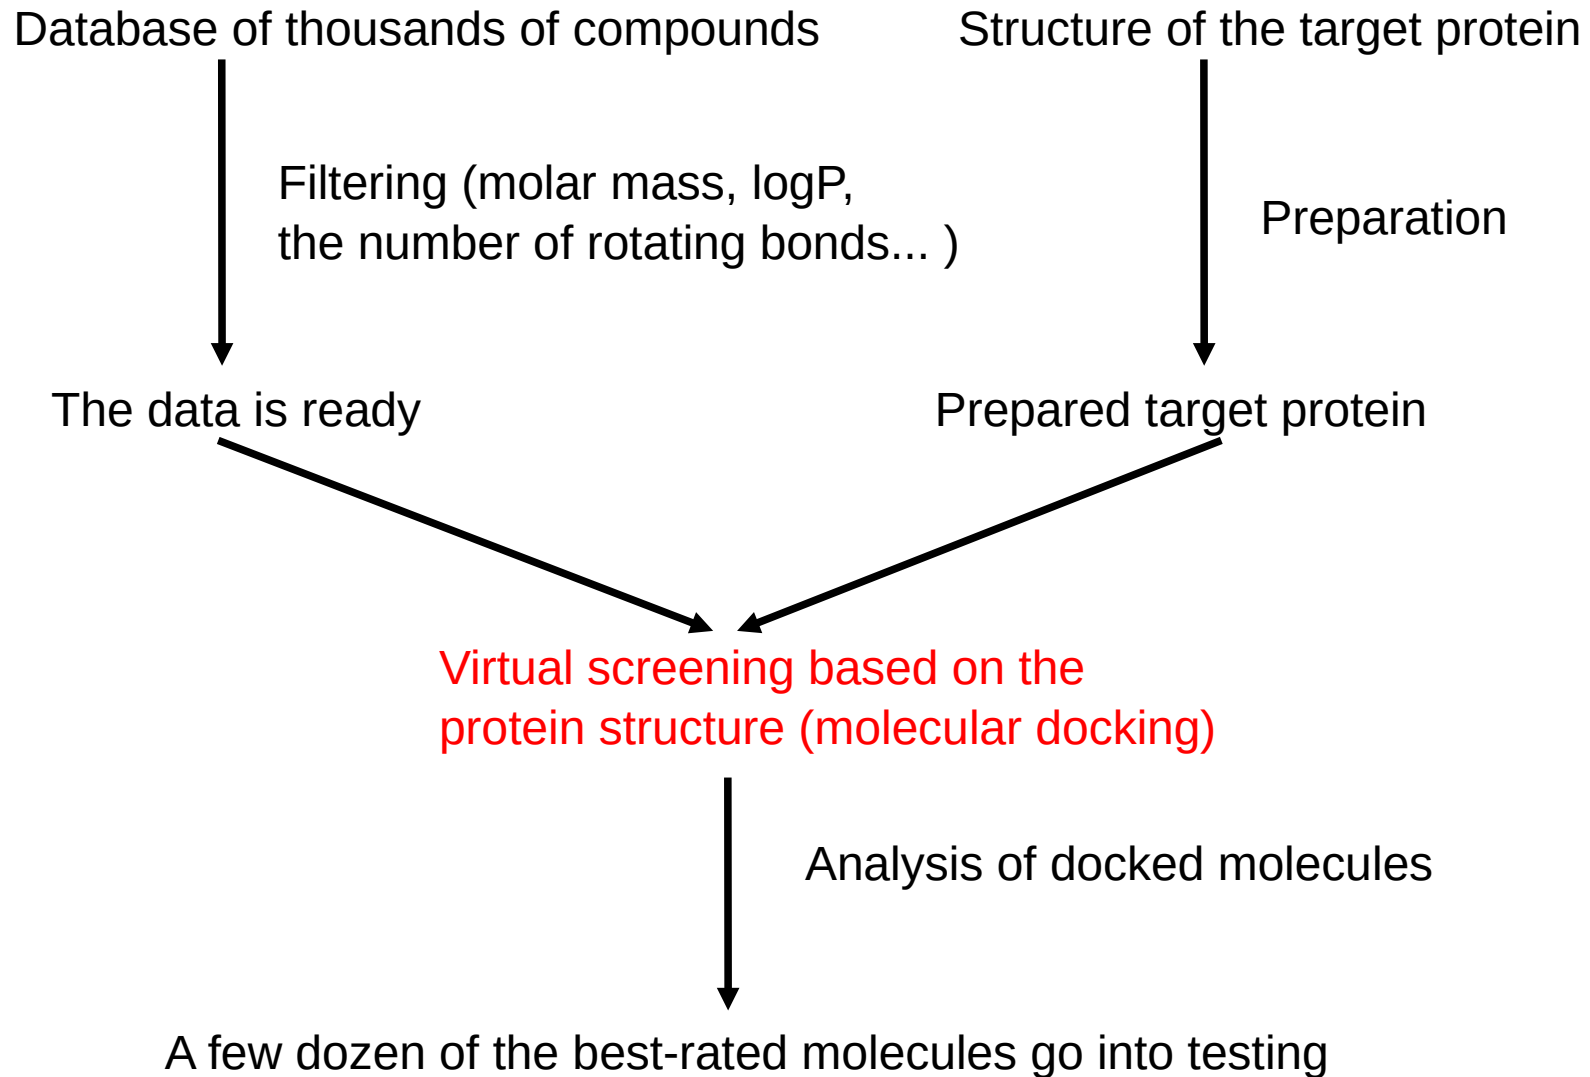 Database of thousands of compounds
Structure of the target protein
Filtering (molar mass, logP,
the number of rotating bonds... )
Preparation
The data is ready
Prepared target protein
Virtual screening based on the
protein structure (molecular docking)
Analysis of docked molecules
A few dozen of the best-rated molecules go into testing